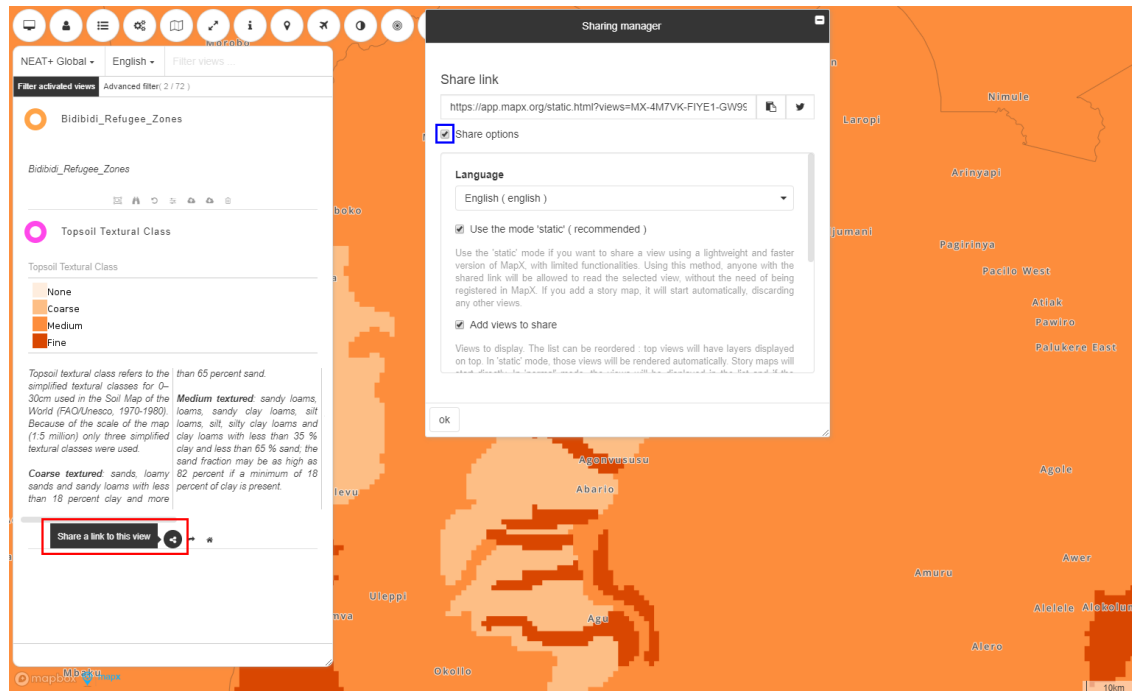 Morobo
NEAT+ Global
English
Filter views ...
Filter activated views
Advanced filter( 2 / 72 )
Bidibidi_Refugee_Zones
Bidibidi_Refugee_Zones
Topsoil Textural Class
Topsoil Textural Class
None
Coarse
Medium
Fine
Topsoil textural class refers to the
simplified textural classes for 0–
30cm used in the Soil Map of the
World (FAO/Unesco, 1970-1980).
Because of the scale of the map
(1:5 million) only three simplified
textural classes were used.
Coarse textured: sands, loamy
sands and sandy loams with less
than 18 percent clay and more
than 65 percent sand.
Medium textured: sandy loams,
loams, sandy clay loams, silt
loams, silt, silty clay loams and
clay loams with less than 35 %
clay and less than 65 % sand; the
sand fraction may be as high as
82 percent if a minimum of 18
percent of clay is present.
Share a link to this view
Sharing manager
Share link
https://app.mapx.org/static.html?views=MX-4M7VK-FIYE1-GW99
Share options
Language
English ( english )
Use the mode 'static' ( recommended )
Use the 'static' mode if you want to share a view using a lightweight and faster
version of MapX, with limited functionalities. Using this method, anyone with the
shared link will be allowed to read the selected view, without the need of being
registered in MapX. If you add a story map, it will start automatically, discarding
any other views.
Add views to share
Views to display. The list can be reordered : top views will have layers displayed
on top. In 'static' mode, those views will be rendered automatically. Story maps will
ok
Nimule
Laropi
Arinyapi
boko
jumani
Pagirinya
Pacilo West
Atiak
Pawiro
Palukere East
Agonvususu
Agole
levu
Abario
Awer
Amuru
Uleppi
Alelele
Alokolum
mva
Agu
Alero
Okollo
Mbaku
mapbox
mapx
10km